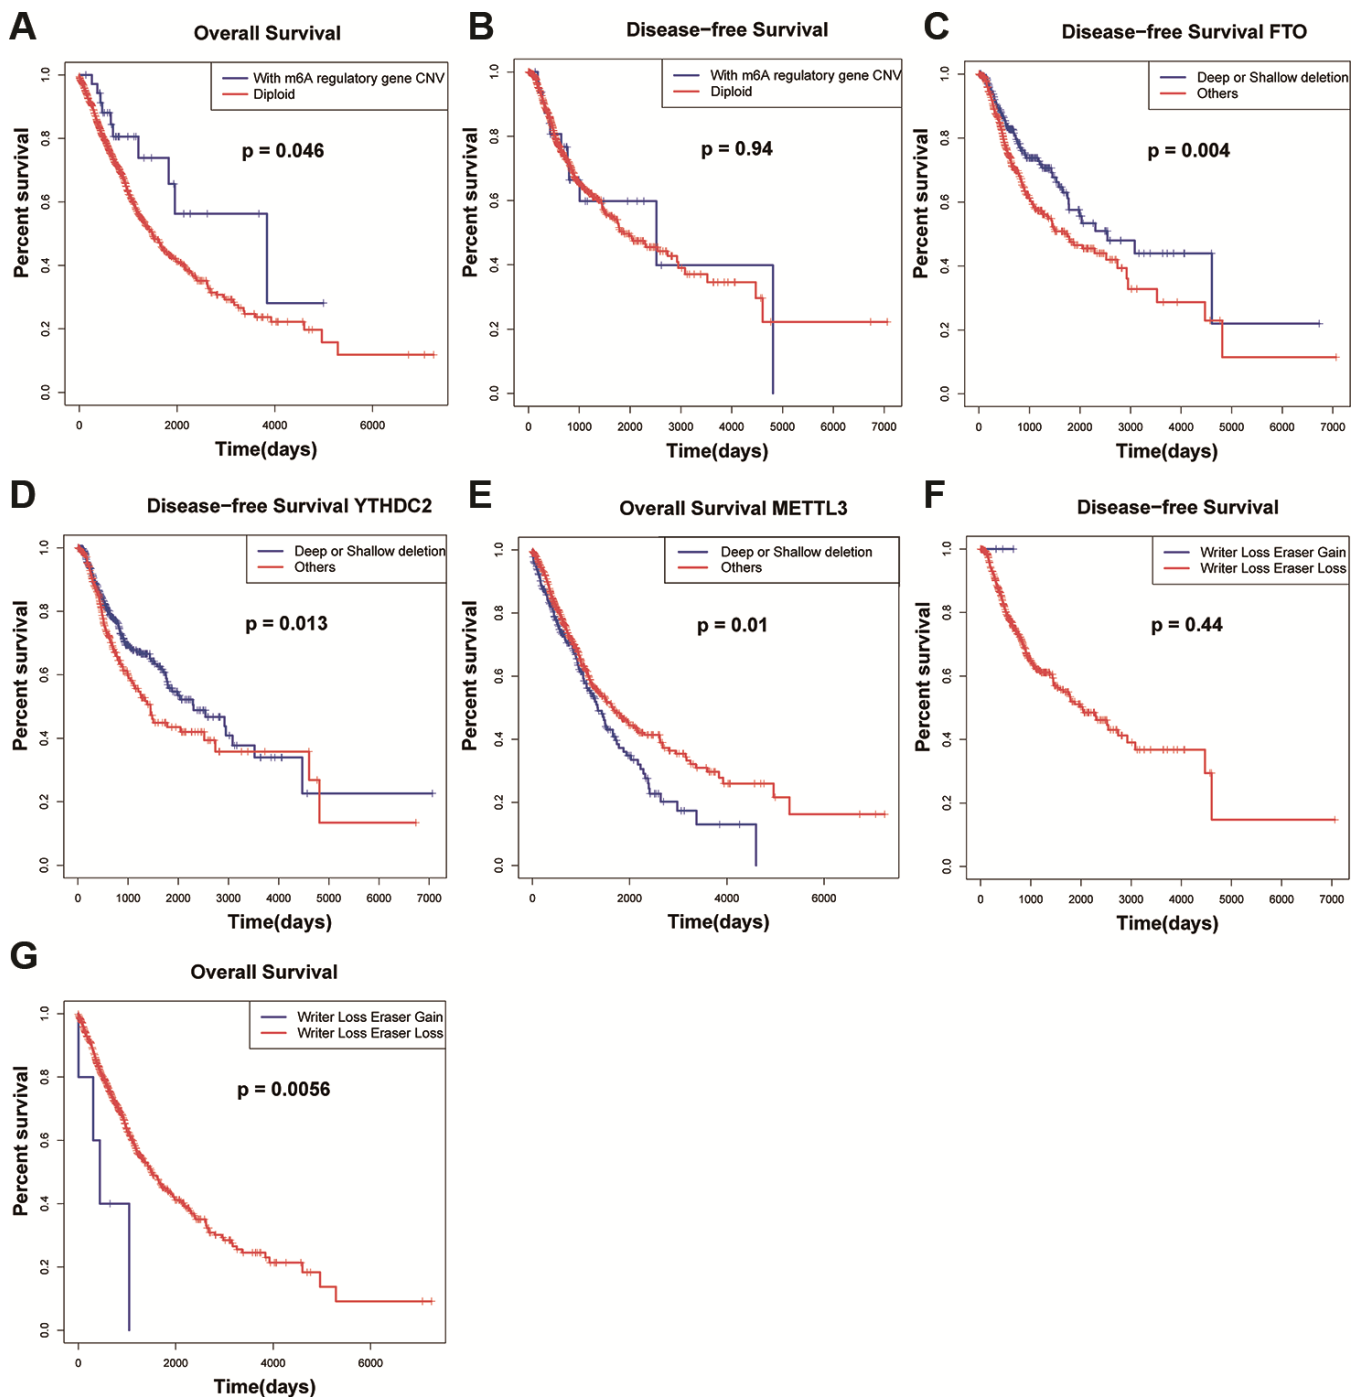 A
Overall Survival
With m6A regulatory gene CNV
Diploid
p = 0.046
Percent survival
1.0
0.8
0.6
0.4
0.2
0.0
0 2000 4000 6000
Time(days)
B
Disease−free Survival
With m6A regulatory gene CNV
Diploid
p = 0.94
Percent survival
1.0
0.8
0.6
0.4
0.2
0.0
0 1000 2000 3000 4000 5000 6000 7000
Time(days)
C
Disease−free Survival FTO
Deep or Shallow deletion
Others
p = 0.004
Percent survival
1.0
0.8
0.6
0.4
0.2
0.0
0 1000 2000 3000 4000 5000 6000 7000
Time(days)
D
Disease−free Survival YTHDC2
Deep or Shallow deletion
Others
p = 0.013
Percent survival
1.0
0.8
0.6
0.4
0.2
0.0
0 1000 2000 3000 4000 5000 6000 7000
Time(days)
E
Overall Survival METTL3
Deep or Shallow deletion
Others
p = 0.01
Percent survival
1.0
0.8
0.6
0.4
0.2
0.0
0 2000 4000 6000
Time(days)
F
Disease−free Survival
Writer Loss Eraser Gain
Writer Loss Eraser Loss
p = 0.44
Percent survival
1.0
0.8
0.6
0.4
0.2
0.0
0 1000 2000 3000 4000 5000 6000 7000
Time(days)
G
Overall Survival
Writer Loss Eraser Gain
Writer Loss Eraser Loss
p = 0.0056
Percent survival
1.0
0.8
0.6
0.4
0.2
0.0
0 2000 4000 6000
Time(days)